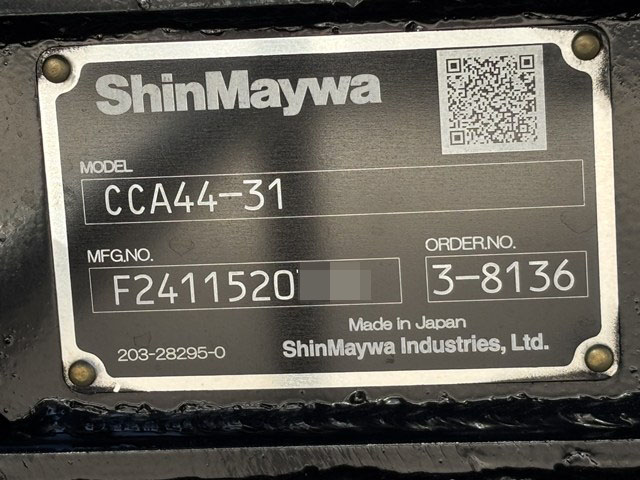 ShinMaywa
MODEL
CCA44-31
MFG.NO.
F2411520
ORDER.NO.
3-8136
Made in Japan
203-28295-0
ShinMaywa Industries, Ltd.